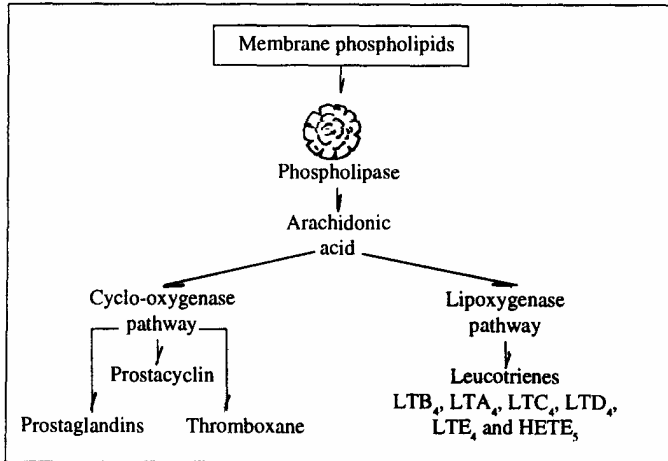 Membrane phospholipids
Phospholipase
Arachidonic
acid
Cyclo-oxygenase
pathway
Prostacyclin
Prostaglandins
Thromboxane
Lipoxygenase
pathway
Leucotrienes
LTB₄, LTA₄, LTC₄, LTD₄,
LTE₄ and HETE₅